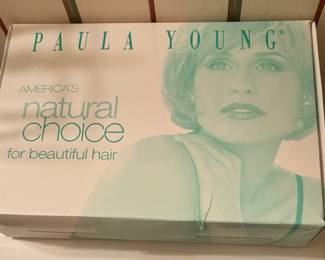 PAULA YOUNG®
AMERICA'S
natural
choice
for beautiful hair